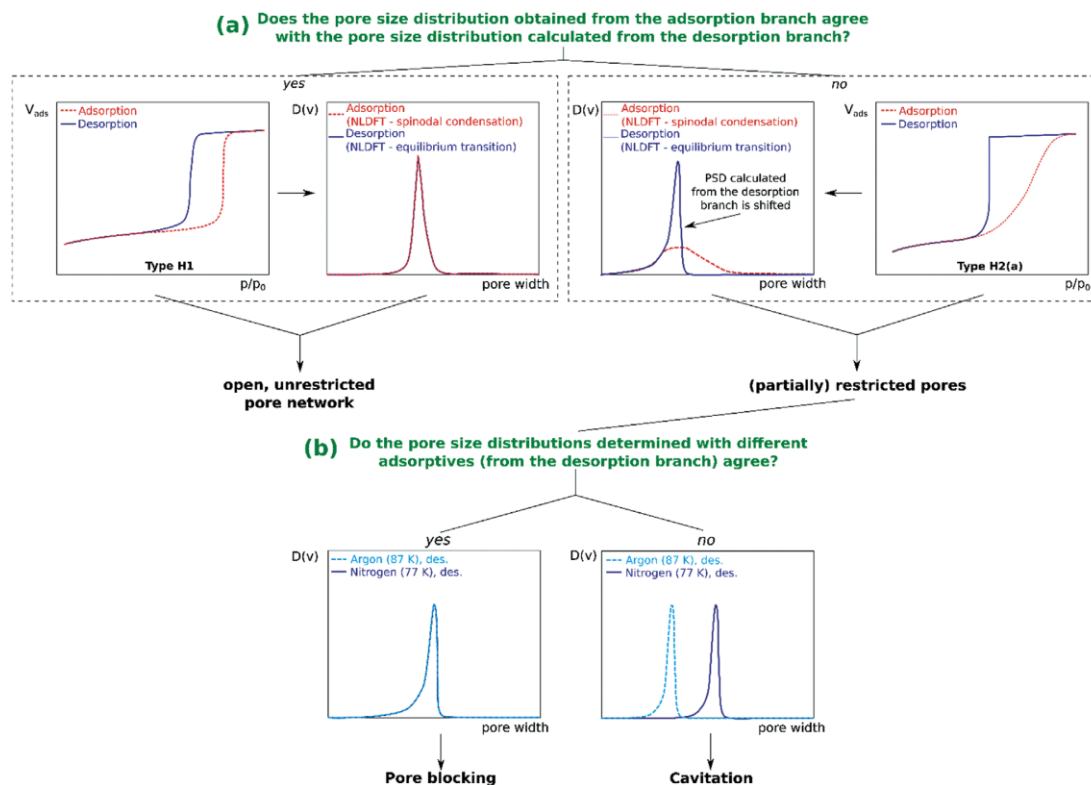 (a) Does the pore size distribution obtained from the adsorption branch agree
with the pore size distribution calculated from the desorption branch?
yes
no
V_ads
Adsorption
Desorption
Type H1
p/p₀
D(v)
Adsorption
(NLDFT - spinodal condensation)
Desorption
(NLDFT - equilibrium transition)
pore width
D(v)
Adsorption
(NLDFT - spinodal condensation)
Desorption
(NLDFT - equilibrium transition)
PSD calculated
from the desorption
branch is shifted
pore width
V_ads
Adsorption
Desorption
Type H2(a)
p/p₀
open, unrestricted
pore network
(partially) restricted pores
(b) Do the pore size distributions determined with different
adsorptives (from the desorption branch) agree?
yes
no
D(v)
Argon (87 K), des.
Nitrogen (77 K), des.
pore width
D(v)
Argon (87 K), des.
Nitrogen (77 K), des.
pore width
Pore blocking
Cavitation